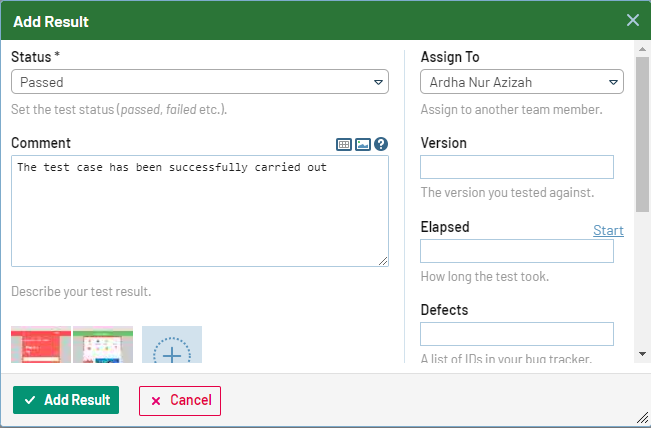 Add Result
Status *
Passed
Set the test status (passed, failed etc.).
Comment
The test case has been successfully carried out
Describe your test result.
Assign To
Ardha Nur Azizah
Assign to another team member.
Version
The version you tested against.
Elapsed
Start
How long the test took.
Defects
A list of IDs in your bug tracker.
Add Result
Cancel